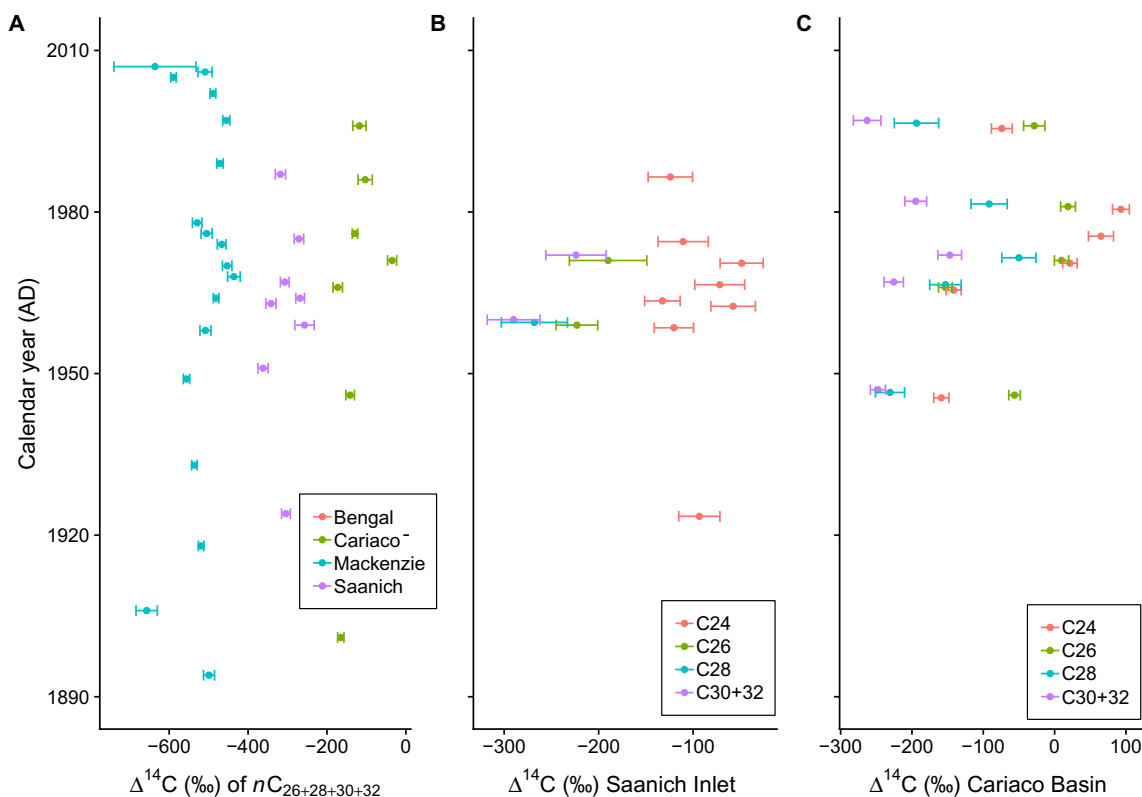 A
B
C
Calendar year (AD)
2010
1980
1950
1920
1890
Bengal
Cariaco⁻
Mackenzie
Saanich
C24
C26
C28
C30+32
C24
C26
C28
C30+32
−600 −400 −200 0
−300 −200 −100
−300 −200 −100 0 100
Δ¹⁴C (‰) of nC₂₆₊₂₈₊₃₀₊₃₂
Δ¹⁴C (‰) Saanich Inlet
Δ¹⁴C (‰) Cariaco Basin